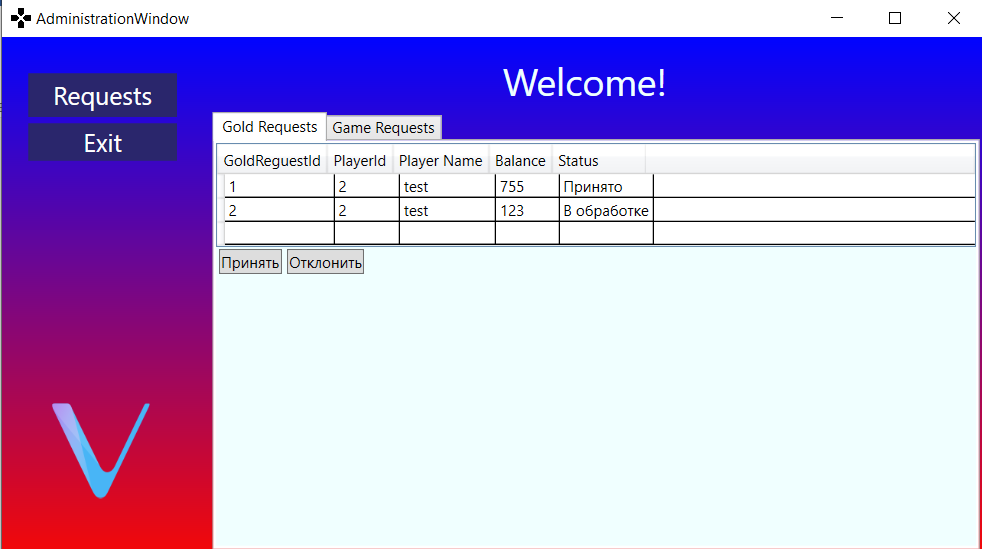 AdministrationWindow
Requests
Exit
Welcome!
Gold Requests Game Requests
GoldReguestId PlayerId Player Name Balance Status
1 2 test 755 Принято
2 2 test 123 В обработке
Принять Отклонить